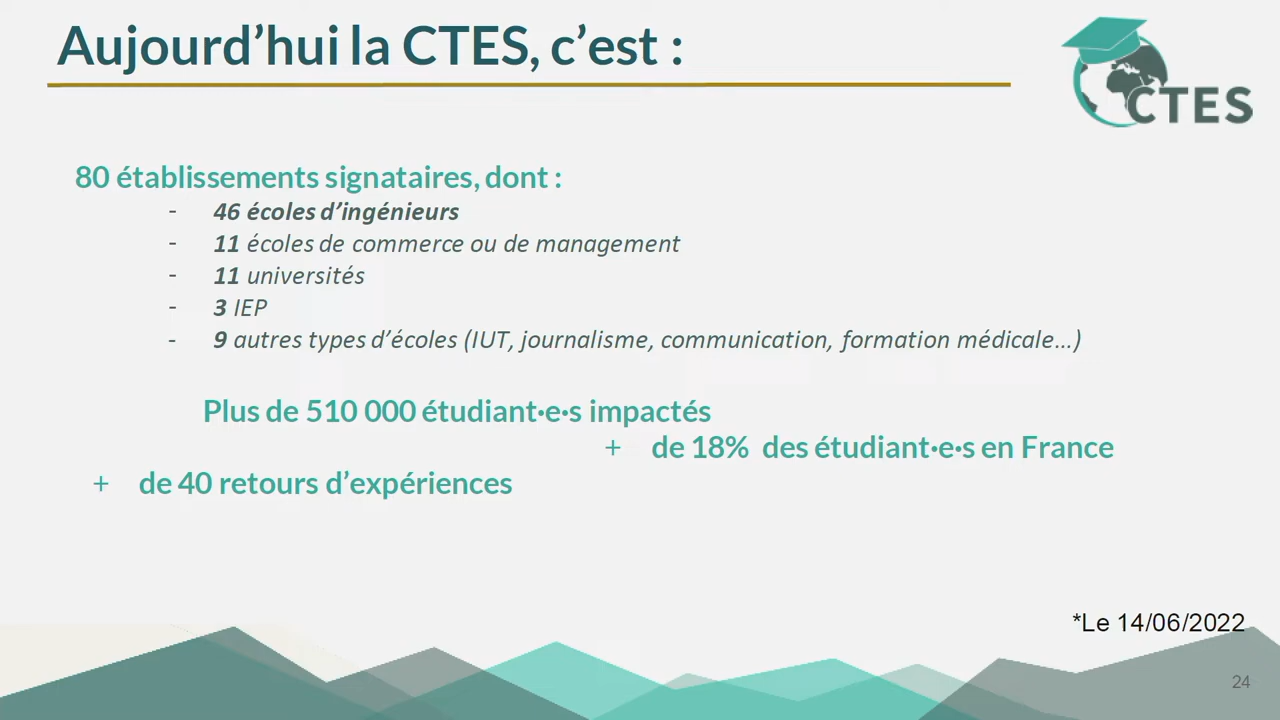 Aujourd’hui la CTES, c’est :
CTES
80 établissements signataires, dont :
- 46 écoles d’ingénieurs
- 11 écoles de commerce ou de management
- 11 universités
- 3 IEP
- 9 autres types d’écoles (IUT, journalisme, communication, formation médicale…)
Plus de 510 000 étudiant·e·s impactés
+ de 18% des étudiant·e·s en France
+ de 40 retours d’expériences
*Le 14/06/2022
24